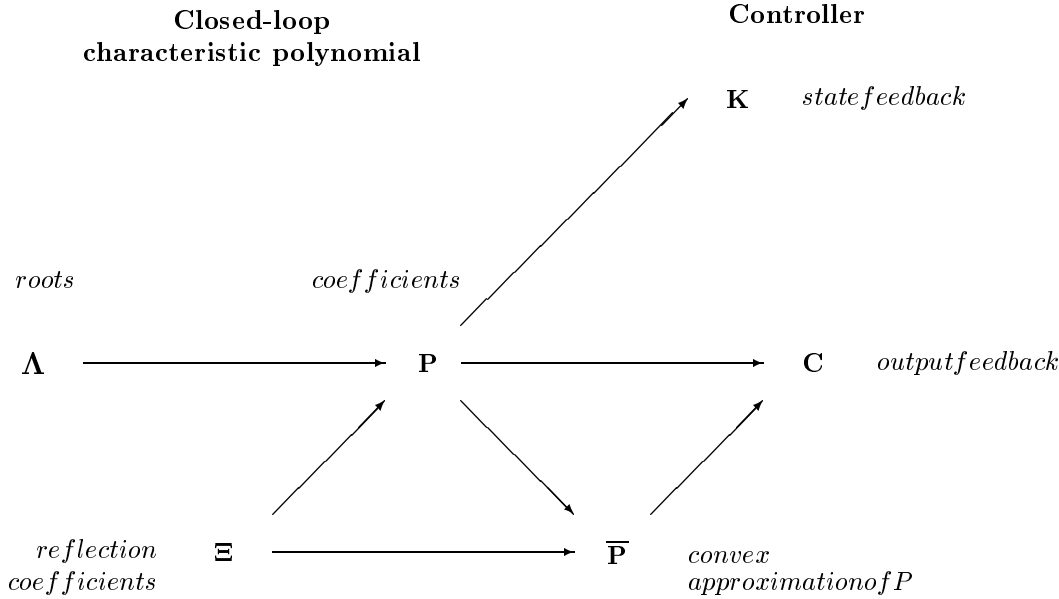 Closed-loop
characteristic polynomial
Controller
K statefeedback
roots coefficients
Λ P C outputfeedback
reflection
coefficients
Ξ P̅ convex
approximationofP